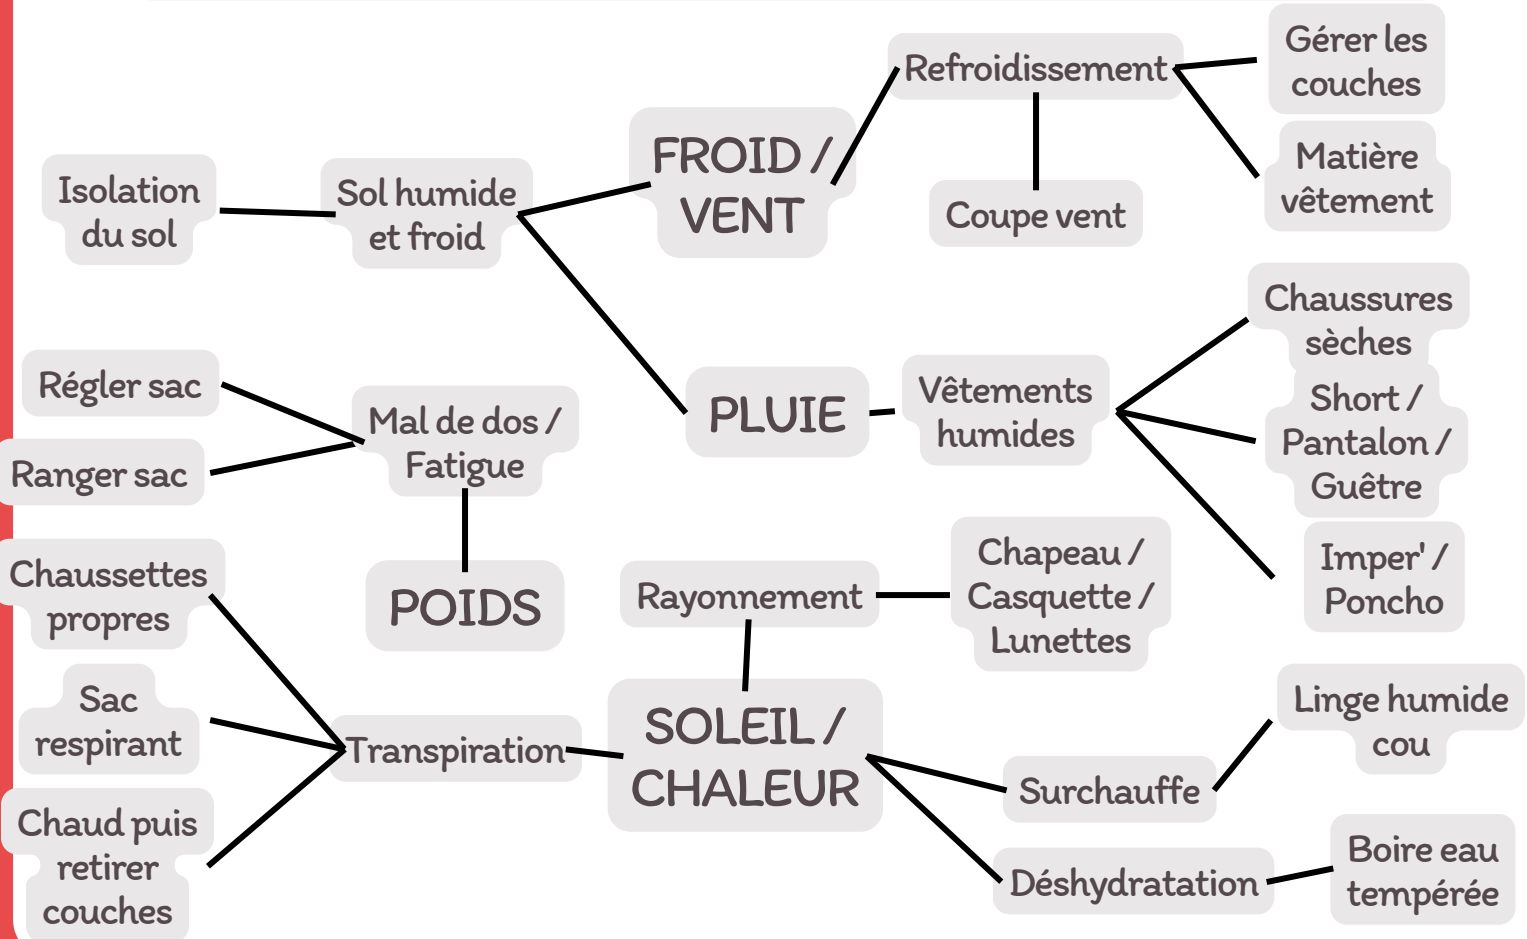 Gérer les
couches
Refroidissement
FROID /
VENT
Matière
vêtement
Isolation
du sol
Sol humide
et froid
Coupe vent
Chaussures
sèches
Régler sac
Mal de dos /
Fatigue
PLUIE
Vêtements
humides
Short /
Pantalon /
Guêtre
Ranger sac
Chaussettes
propres
POIDS
Rayonnement
Chapeau /
Casquette /
Lunettes
Imper' /
Poncho
Sac
respirant
Transpiration
SOLEIL /
CHALEUR
Linge humide
cou
Surchauffe
Chaud puis
retirer
couches
Déshydratation
Boire eau
tempérée